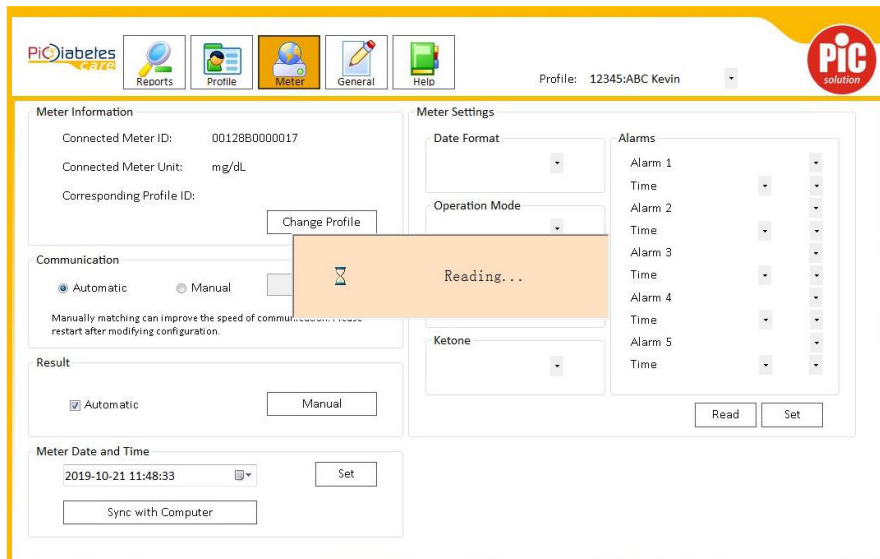 PiC Diabetes
care
Reports
Profile
Meter
General
Help
Profile: 12345:ABC Kevin
PiC
solution
Meter Information
Connected Meter ID: 00128B0000017
Connected Meter Unit: mg/dL
Corresponding Profile ID:
Change Profile
Communication
Automatic
Manual
Manually matching can improve the speed of
restart after modifying configuration.
Result
Automatic
Manual
Meter Date and Time
2019-10-21 11:48:33
Set
Sync with Computer
Reading...
Meter Settings
Date Format
Operation Mode
Ketone
Alarms
Alarm 1
Time
Alarm 2
Time
Alarm 3
Time
Alarm 4
Time
Alarm 5
Time
Read
Set